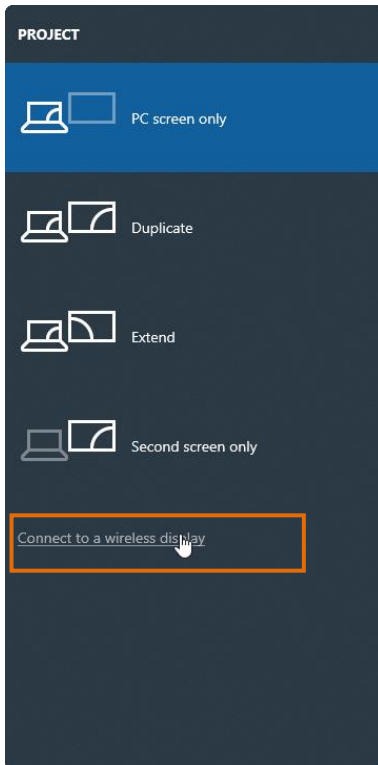 PROJECT
PC screen only
Duplicate
Extend
Second screen only
Connect to a wireless display